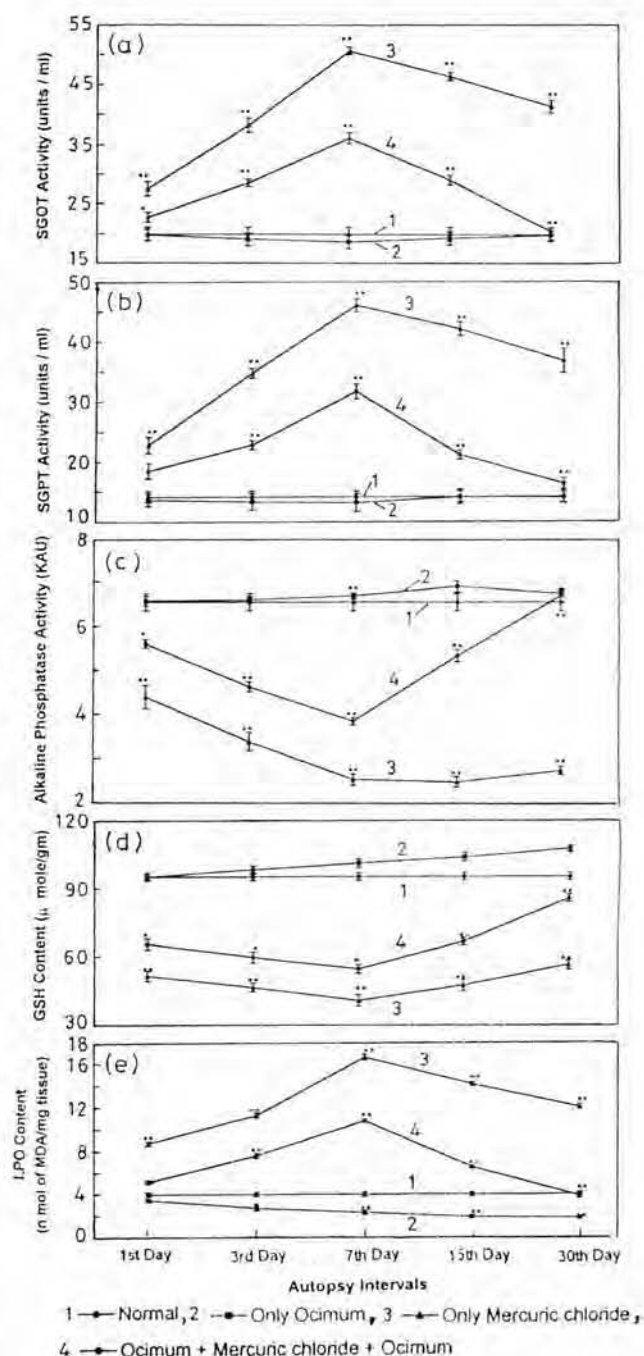 (a)
SGOT Activity (units / ml)
55
45
35
25
15
3
4
1
2
(b)
SGPT Activity (units / ml)
50
40
30
20
10
3
4
1
2
(c)
Alkaline Phosphatase Activity (KAU)
8
6
4
2
2
1
4
3
(d)
GSH Content (µ mole/gm)
120
90
60
30
2
1
4
3
(e)
LPO Content
(n mol of MDA/mg tissue)
18
16
12
8
4
0
3
4
1
2
1st Day 3rd Day 7th Day 15th Day 30th Day
Autopsy Intervals
1 Normal, 2 Only Ocimum, 3 Only Mercuric chloride,
4 Ocimum + Mercuric chloride + Ocimum